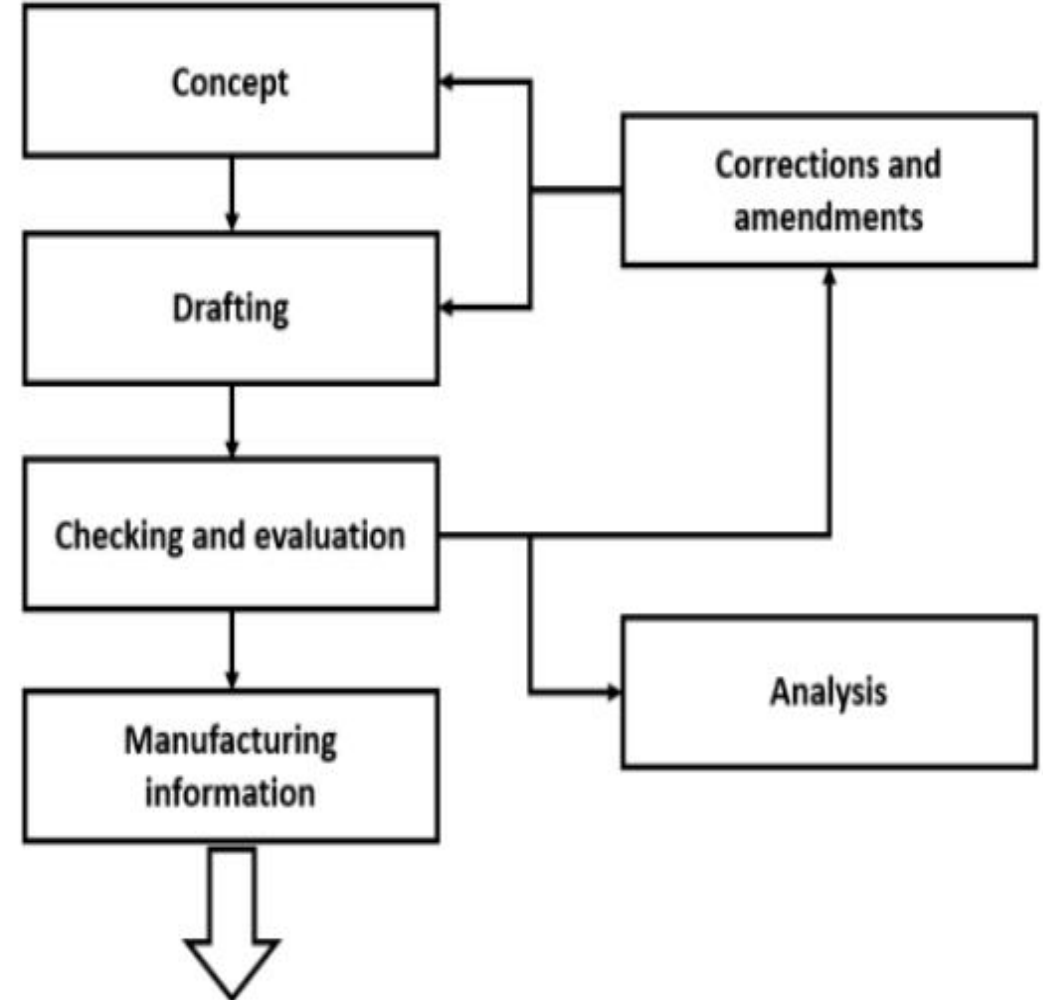 Concept
Corrections and
amendments
Drafting
Checking and evaluation
Analysis
Manufacturing
information